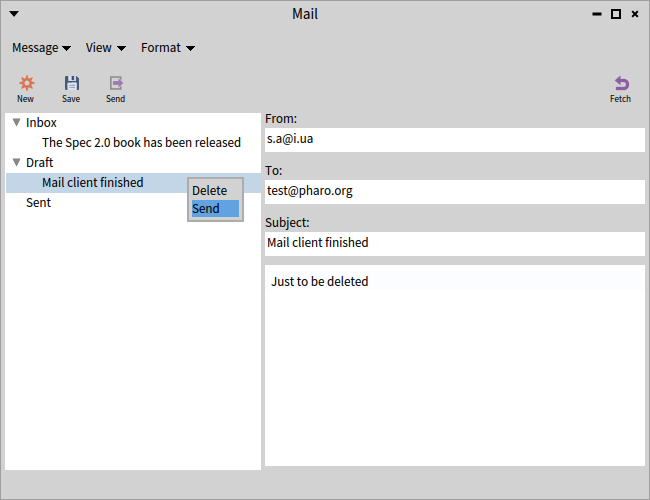 Mail
Message View Format
New Save Send Fetch
Inbox
The Spec 2.0 book has been released
Draft
Mail client finished
Sent
Delete
Send
From:
s.a@i.ua
To:
test@pharo.org
Subject:
Mail client finished
Just to be deleted